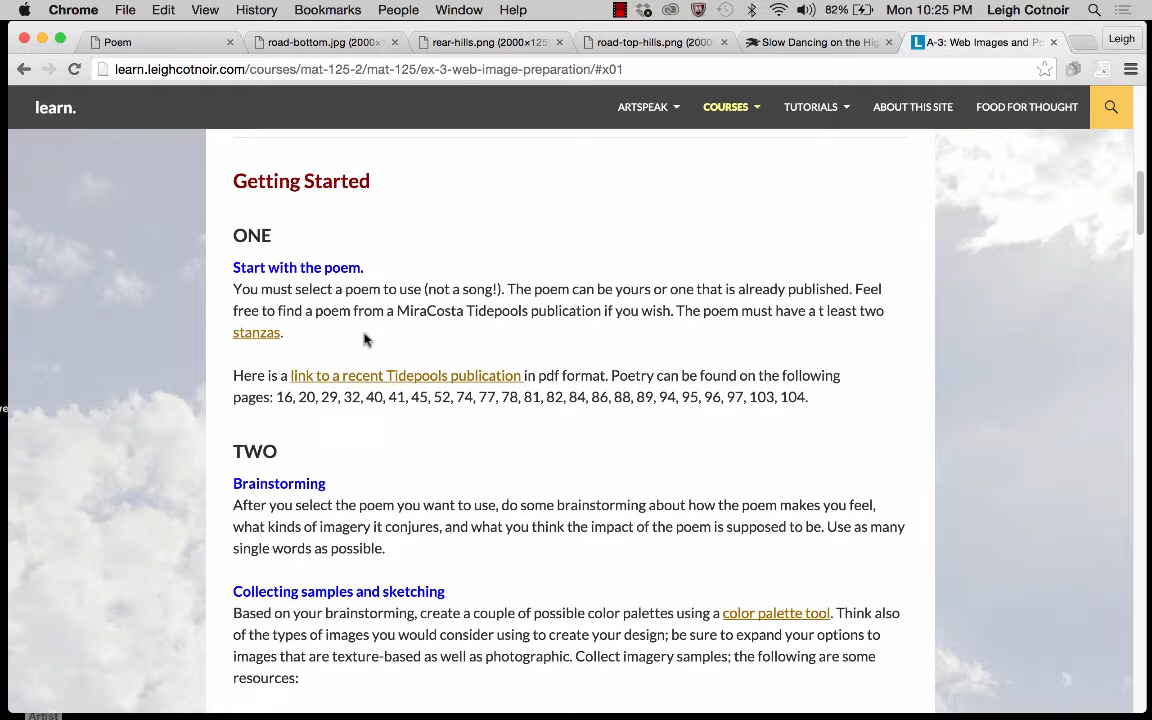 Chrome File Edit View History Bookmarks People Window Help 82% Mon 10:25 PM Leigh Cotnoir
Poem road-bottom.jpg (2000× rear-hills.png (2000×125 road-top-hills.png (2000× Slow Dancing on the Hig A-3: Web Images and Po Leigh
learn.leighcotnoir.com/courses/mat-125-2/mat-125/ex-3-web-image-preparation/#x01
learn. ARTSPEAK COURSES TUTORIALS ABOUT THIS SITE FOOD FOR THOUGHT
Getting Started
ONE
Start with the poem.
You must select a poem to use (not a song!). The poem can be yours or one that is already published. Feel
free to find a poem from a MiraCosta Tidepools publication if you wish. The poem must have a t least two
stanzas.
Here is a link to a recent Tidepools publication in pdf format. Poetry can be found on the following
pages: 16, 20, 29, 32, 40, 41, 45, 52, 74, 77, 78, 81, 82, 84, 86, 88, 89, 94, 95, 96, 97, 103, 104.
TWO
Brainstorming
After you select the poem you want to use, do some brainstorming about how the poem makes you feel,
what kinds of imagery it conjures, and what you think the impact of the poem is supposed to be. Use as many
single words as possible.
Collecting samples and sketching
Based on your brainstorming, create a couple of possible color palettes using a color palette tool. Think also
of the types of images you would consider using to create your design; be sure to expand your options to
images that are texture-based as well as photographic. Collect imagery samples; the following are some
resources:
Artist